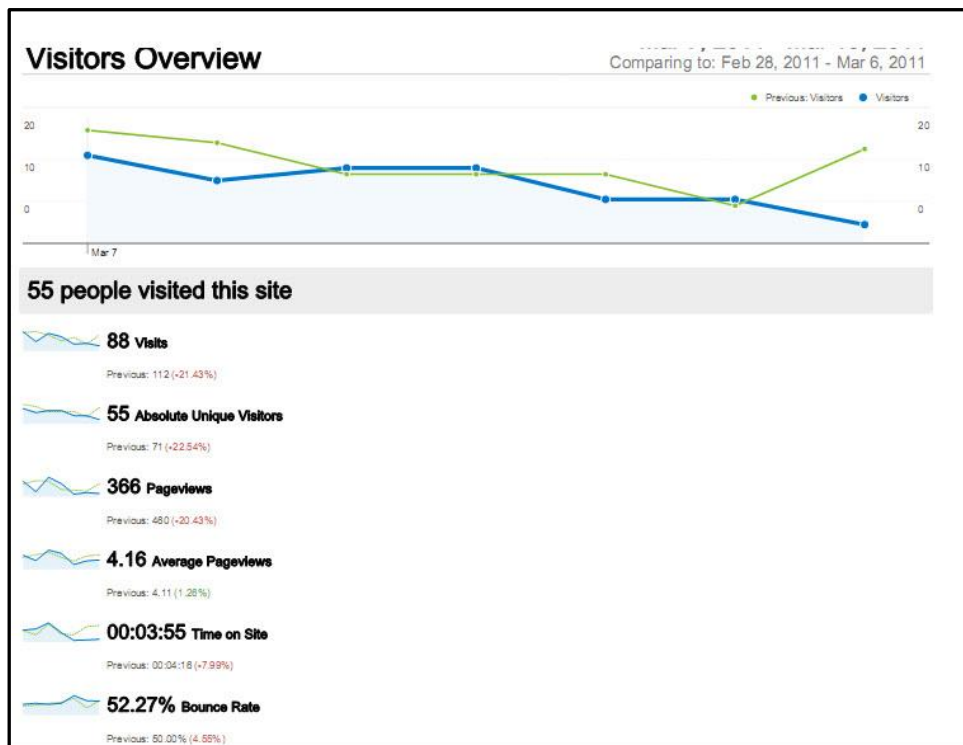 Visitors Overview
Comparing to: Feb 28, 2011 - Mar 6, 2011
Previous: Visitors Visitors
20 20
10 10
0 0
Mar 7
55 people visited this site
88 Visits
Previous: 112 (-21.43%)
55 Absolute Unique Visitors
Previous: 71 (-22.54%)
366 Pageviews
Previous: 460 (-20.43%)
4.16 Average Pageviews
Previous: 4.11 (1.26%)
00:03:55 Time on Site
Previous: 00:04:16 (-7.99%)
52.27% Bounce Rate
Previous: 50.00% (4.55%)